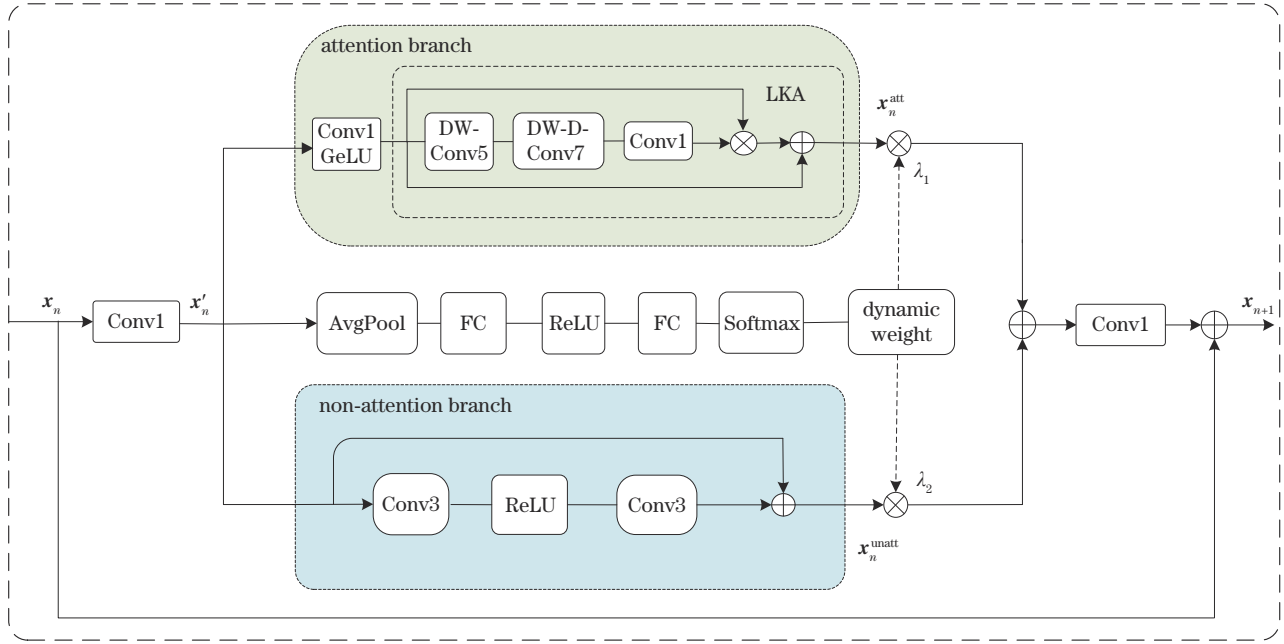 attention branch
LKA
Conv1
GeLU
DW-
Conv5
DW-D-
Conv7
Conv1
x_n^att
λ_1
x_n
Conv1
x′_n
AvgPool
FC
ReLU
FC
Softmax
dynamic
weight
Conv1
x_{n+1}
non-attention branch
Conv3
ReLU
Conv3
λ_2
x_n^unatt